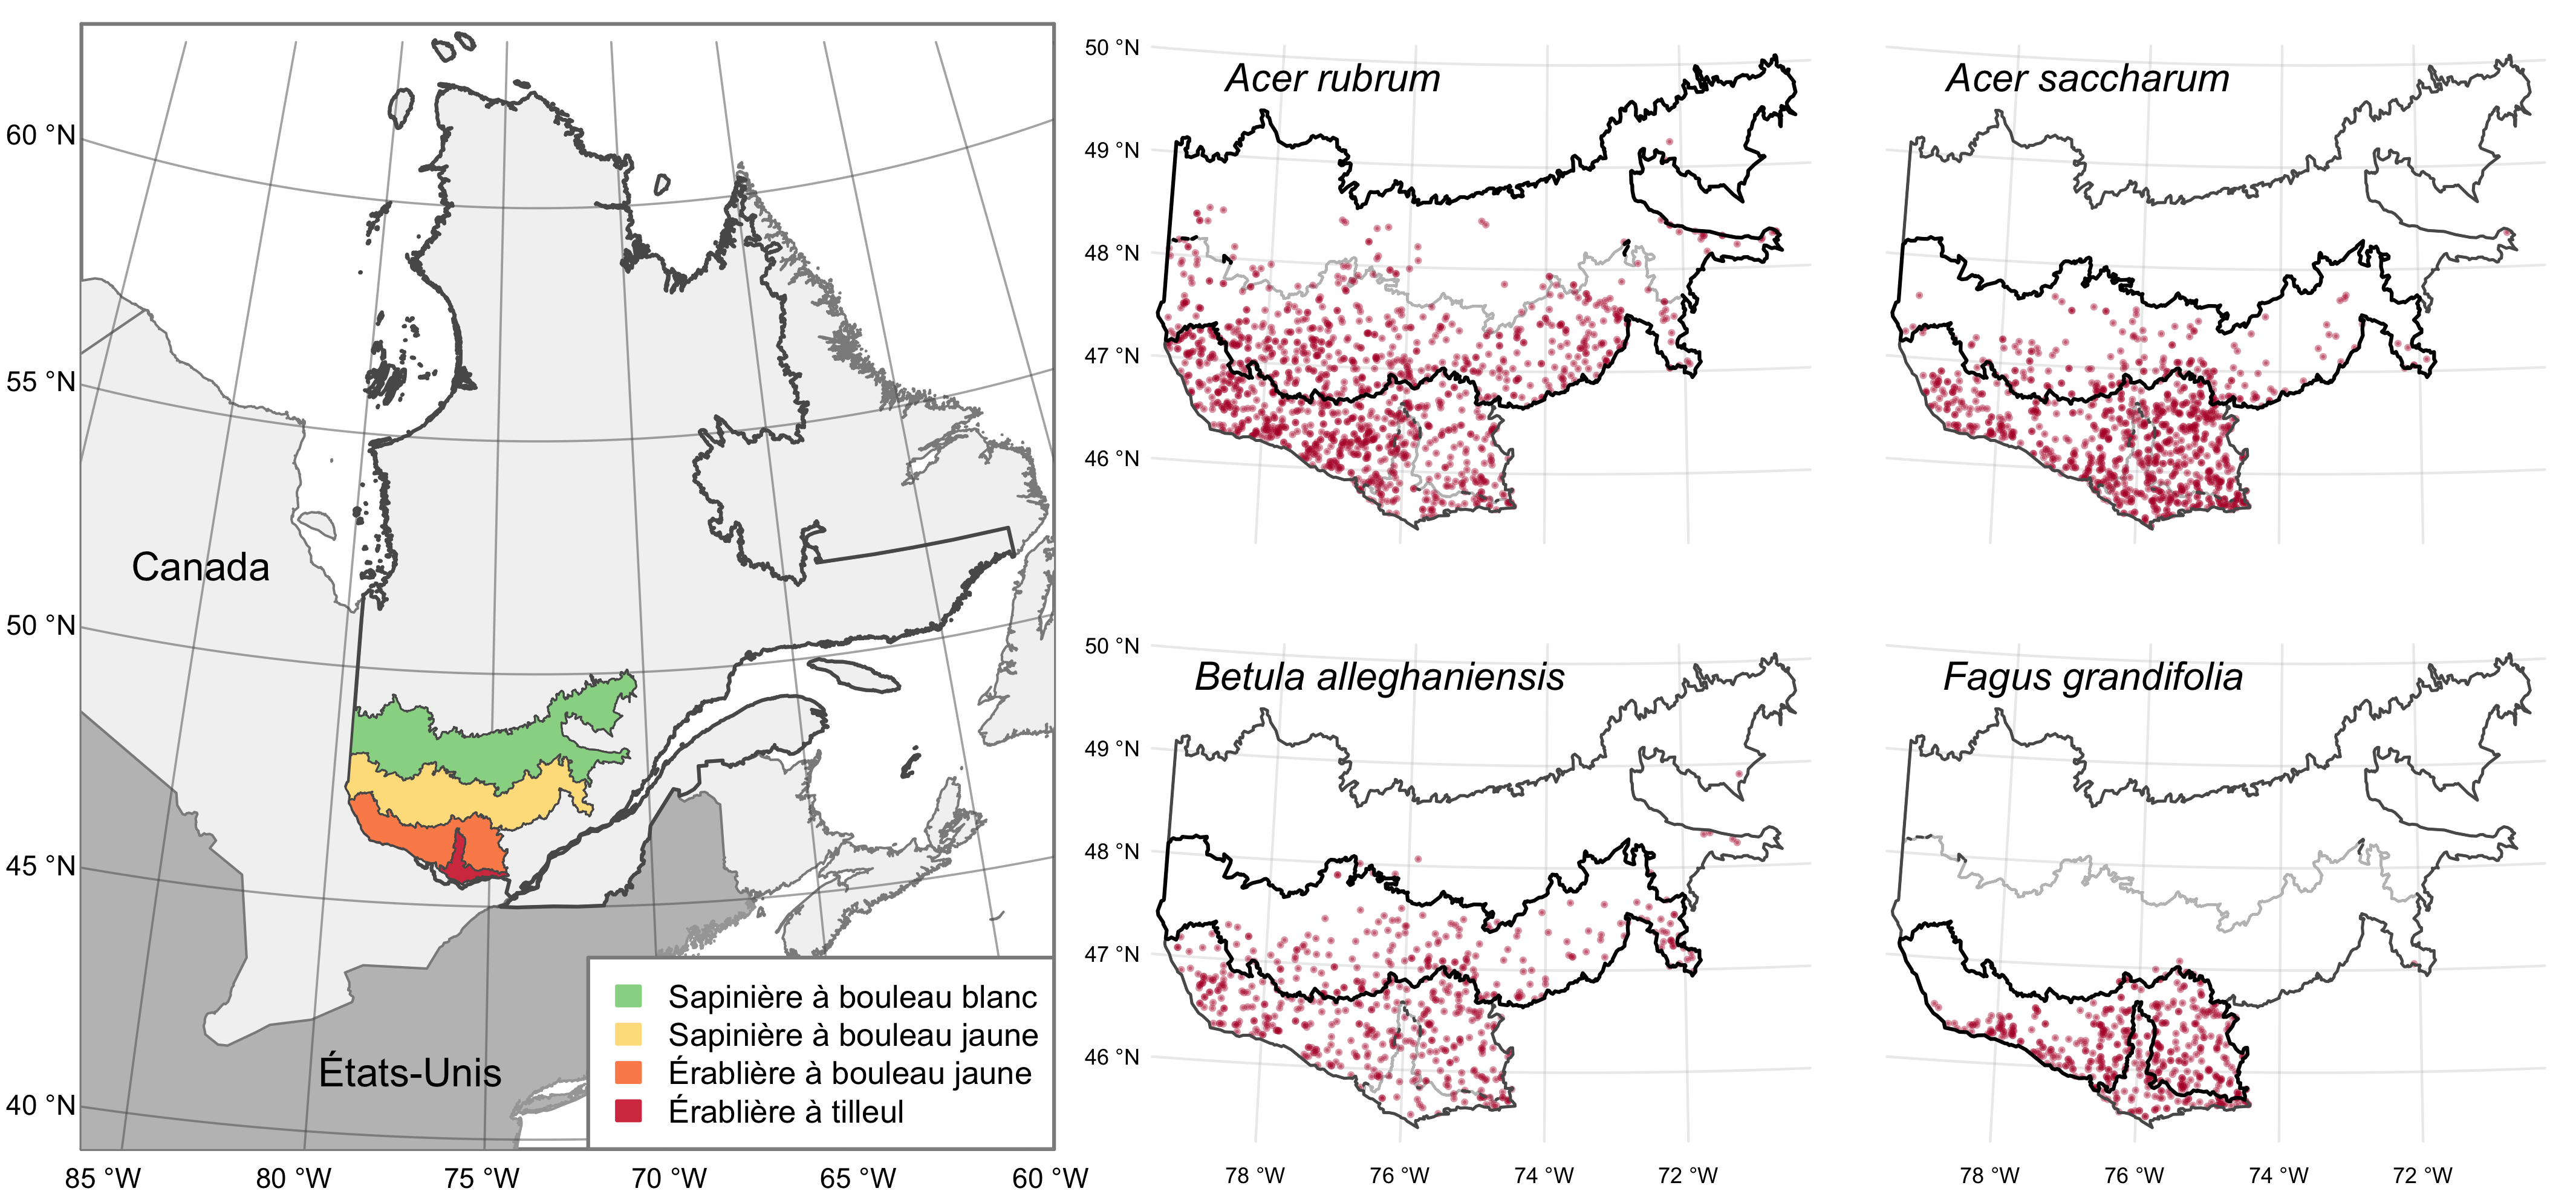 60 °N
55 °N
50 °N
45 °N
40 °N
85 °W
80 °W
75 °W
70 °W
65 °W
60 °W
Canada
États-Unis
Sapinière à bouleau blanc
Sapinière à bouleau jaune
Érablière à bouleau jaune
Érablière à tilleul
50 °N
49 °N
48 °N
47 °N
46 °N
Acer rubrum
Acer saccharum
50 °N
49 °N
48 °N
47 °N
46 °N
Betula alleghaniensis
Fagus grandifolia
78 °W
76 °W
74 °W
72 °W
78 °W
76 °W
74 °W
72 °W